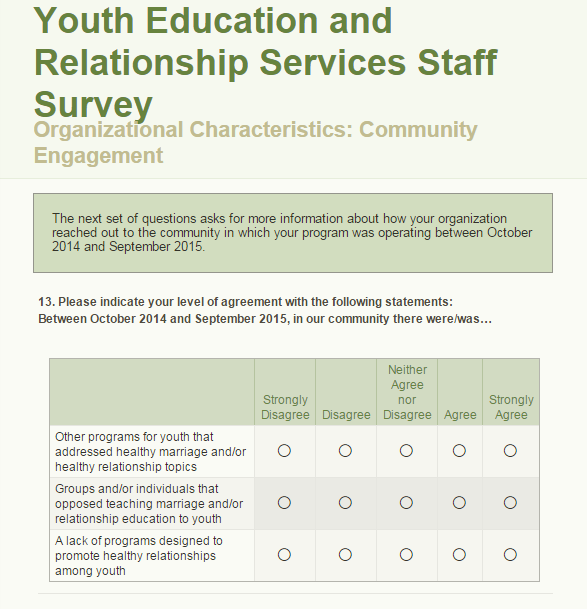 Youth Education and
Relationship Services Staff
Survey
Organizational Characteristics: Community
Engagement
The next set of questions asks for more information about how your organization
reached out to the community in which your program was operating between October
2014 and September 2015.
13. Please indicate your level of agreement with the following statements:
Between October 2014 and September 2015, in our community there were/was…
Strongly
Disagree
Disagree
Neither
Agree
nor
Disagree
Agree
Strongly
Agree
Other programs for youth that
addressed healthy marriage and/or
healthy relationship topics
Groups and/or individuals that
opposed teaching marriage and/or
relationship education to youth
A lack of programs designed to
promote healthy relationships
among youth